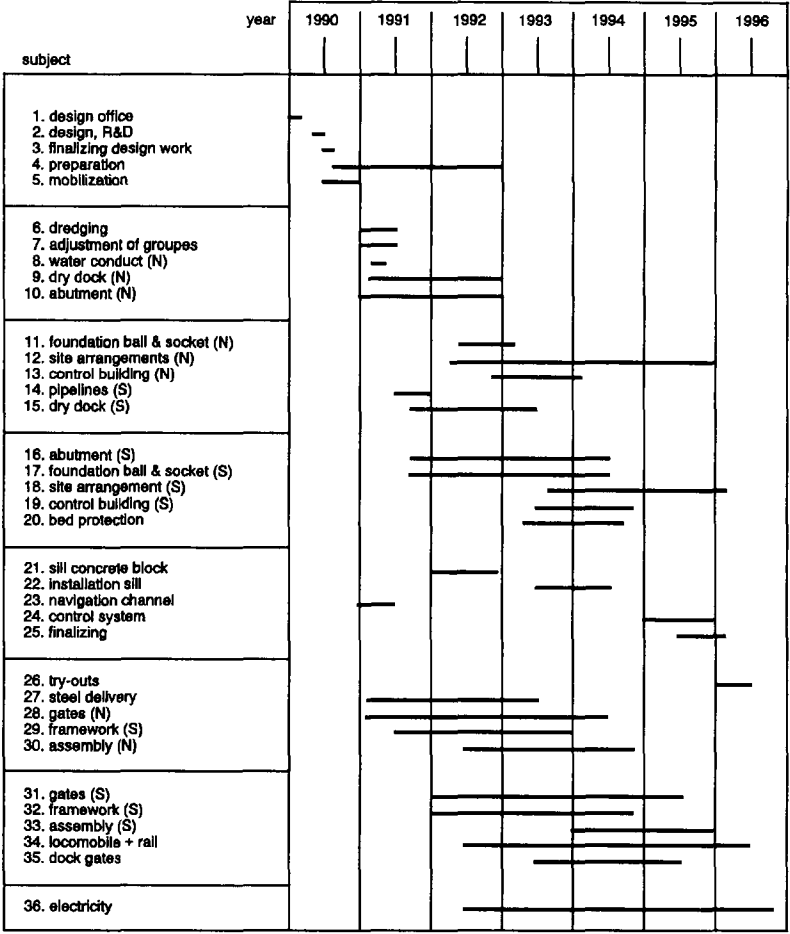 year 1990 1991 1992 1993 1994 1995 1996
subject
1. design office
2. design, R&D
3. finalizing design work
4. preparation
5. mobilization
6. dredging
7. adjustment of groupes
8. water conduct (N)
9. dry dock (N)
10. abutment (N)
11. foundation ball & socket (N)
12. site arrangements (N)
13. control building (N)
14. pipelines (S)
15. dry dock (S)
16. abutment (S)
17. foundation ball & socket (S)
18. site arrangement (S)
19. control building (S)
20. bed protection
21. sill concrete block
22. installation sill
23. navigation channel
24. control system
25. finalizing
26. try-outs
27. steel delivery
28. gates (N)
29. framework (S)
30. assembly (N)
31. gates (S)
32. framework (S)
33. assembly (S)
34. locomobile + rail
35. dock gates
36. electricity